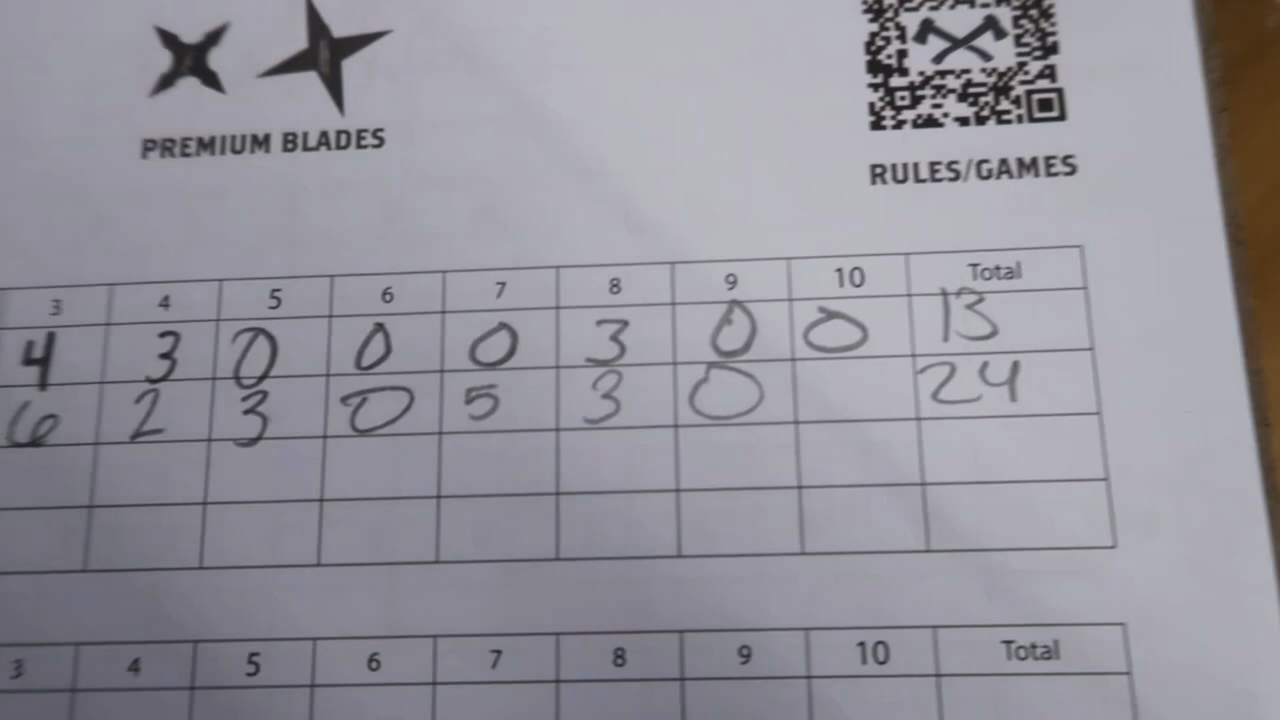 PREMIUM BLADES
RULES/GAMES
3 4 5 6 7 8 9 10 Total
4 3 0 0 0 3 0 0 13
6 2 3 0 5 3 0 24
3 4 5 6 7 8 9 10 Total